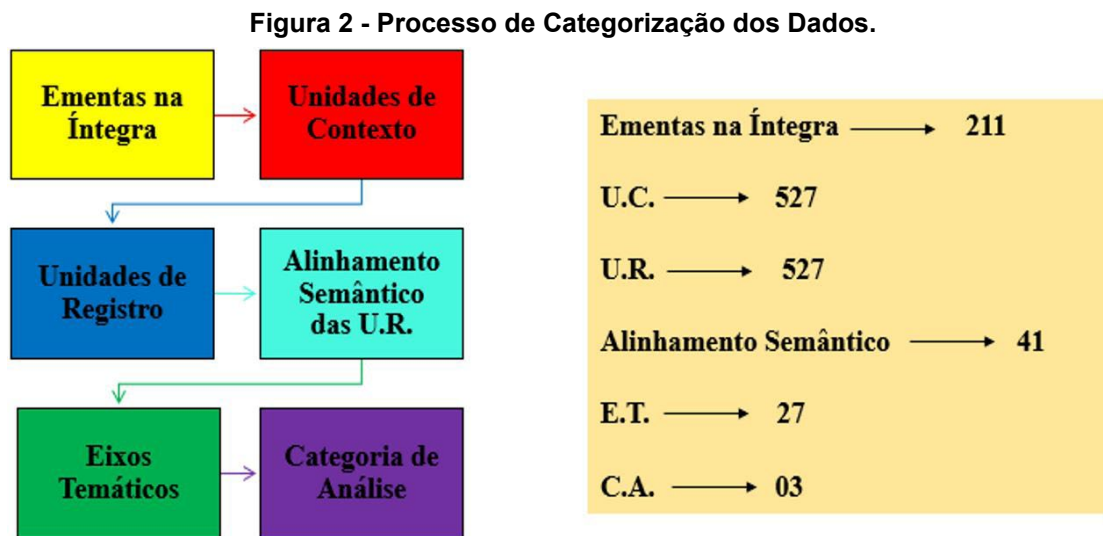 Figura 2 - Processo de Categorização dos Dados.
Ementas na
Íntegra
Unidades de
Contexto
Unidades de
Registro
Alinhamento
Semântico
das U.R.
Eixos
Temáticos
Categoria de
Análise
Ementas na Íntegra → 211
U.C. → 527
U.R. → 527
Alinhamento Semântico → 41
E.T. → 27
C.A. → 03